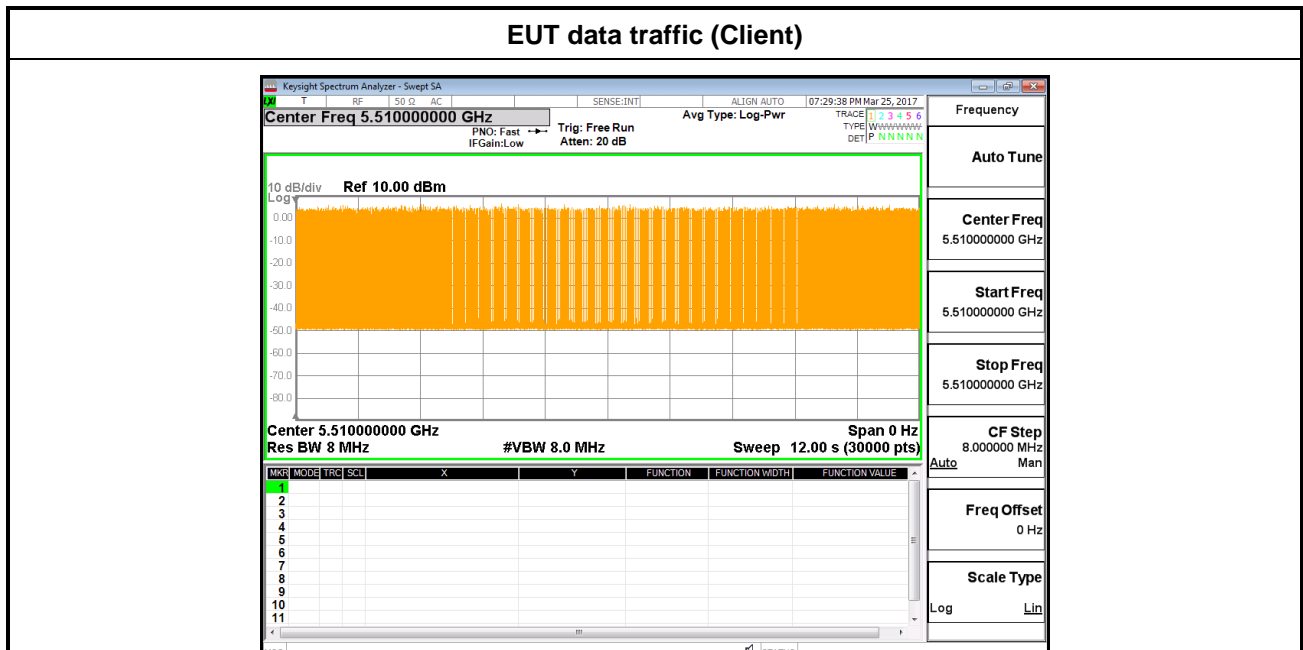 EUT data traffic (Client)
Keysight Spectrum Analyzer - Swept SA
LXI T RF 50 Ω AC SENSE:INT ALIGN AUTO 07:29:38 PM Mar 25, 2017
Center Freq 5.510000000 GHz
PNO: Fast
IFGain:Low
Trig: Free Run
Atten: 20 dB
Avg Type: Log-Pwr
TRACE 1 2 3 4 5 6
TYPE WWWWWW
DET P N N N N N
10 dB/div Ref 10.00 dBm
Log
0.00
-10.0
-20.0
-30.0
-40.0
-50.0
-60.0
-70.0
-80.0
Center 5.510000000 GHz Span 0 Hz
Res BW 8 MHz #VBW 8.0 MHz Sweep 12.00 s (30000 pts)
MKR MODE TRC SCL X Y FUNCTION FUNCTION WIDTH FUNCTION VALUE
1
2
3
4
5
6
7
8
9
10
11
Frequency
Auto Tune
Center Freq
5.510000000 GHz
Start Freq
5.510000000 GHz
Stop Freq
5.510000000 GHz
CF Step
8.000000 MHz
Auto Man
Freq Offset
0 Hz
Scale Type
Log Lin